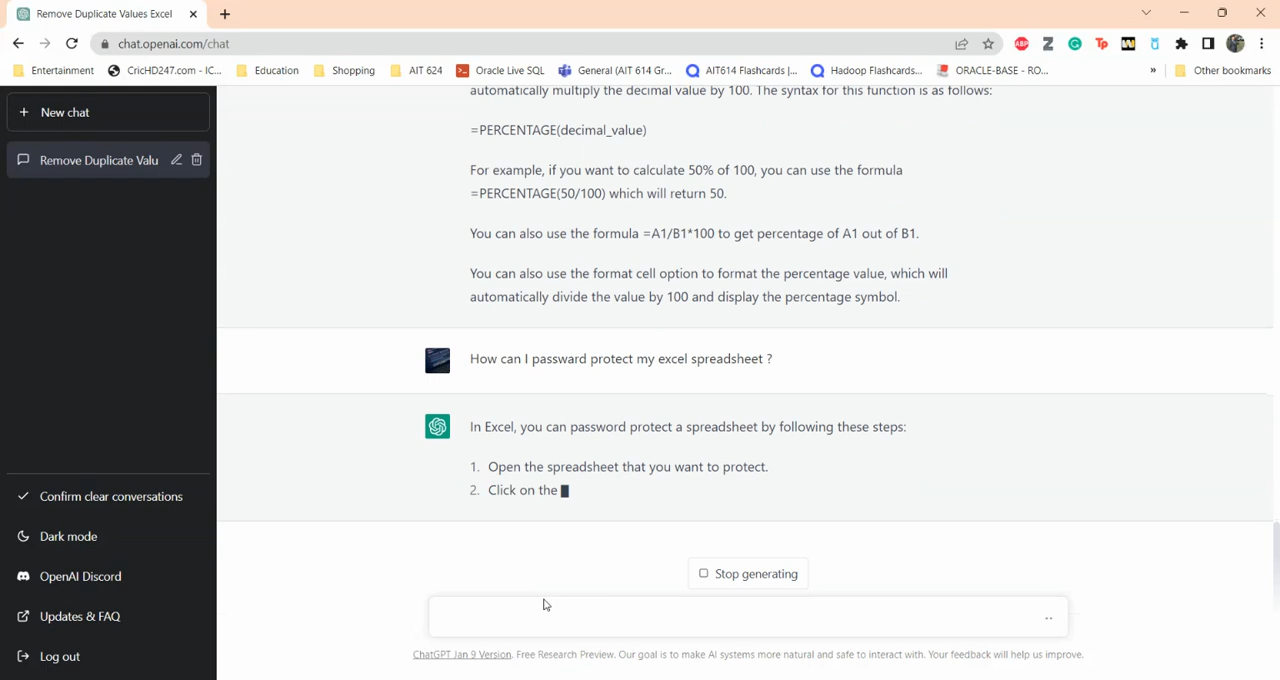 Remove Duplicate Values Excel
chat.openai.com/chat
ABP
Tp
Entertainment
CricHD247.com - IC...
Education
Shopping
AIT 624
Oracle Live SQL
General (AIT 614 Gr...
AIT614 Flashcards |...
Hadoop Flashcards...
ORACLE-BASE - RO...
»
Other bookmarks
New chat
Remove Duplicate Valu
automatically multiply the decimal value by 100. The syntax for this function is as follows:
=PERCENTAGE(decimal_value)
For example, if you want to calculate 50% of 100, you can use the formula
=PERCENTAGE(50/100) which will return 50.
You can also use the formula =A1/B1*100 to get percentage of A1 out of B1.
You can also use the format cell option to format the percentage value, which will
automatically divide the value by 100 and display the percentage symbol.
How can I passward protect my excel spreadsheet ?
In Excel, you can password protect a spreadsheet by following these steps:
1. Open the spreadsheet that you want to protect.
2. Click on the
Confirm clear conversations
Dark mode
OpenAI Discord
Updates & FAQ
Log out
Stop generating
ChatGPT Jan 9 Version. Free Research Preview. Our goal is to make AI systems more natural and safe to interact with. Your feedback will help us improve.